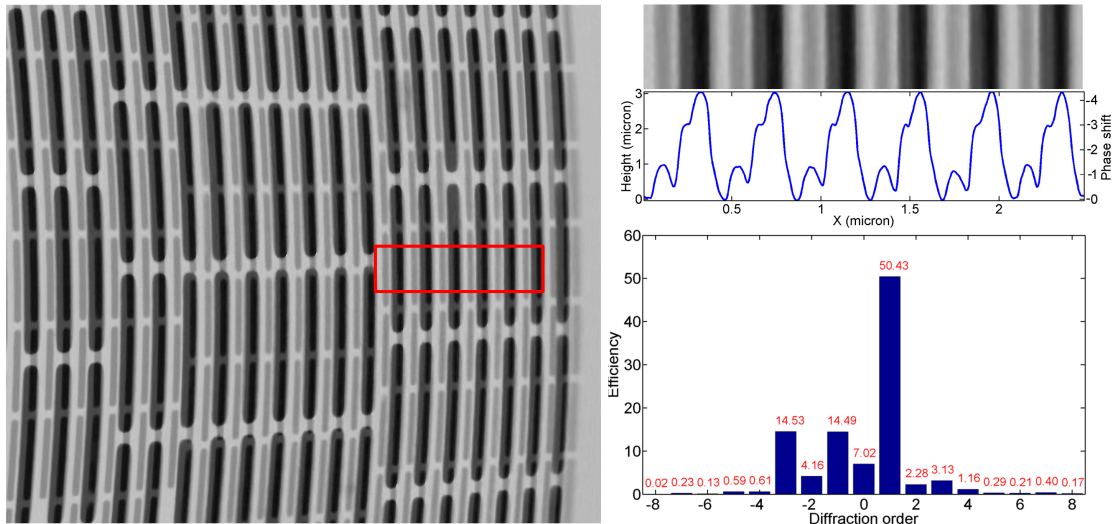 Height (micron)
3
2
1
0
-4
-3
-2
-1
-0
Phase shift
0.5
1
1.5
2
X (micron)
Efficiency
60
50
40
30
20
10
0
0.02 0.23 0.13 0.59 0.61 14.53 4.16 14.49 7.02 50.43 2.28 3.13 1.16 0.29 0.21 0.40 0.17
-8 -6 -4 -2 0 2 4 6 8
Diffraction order